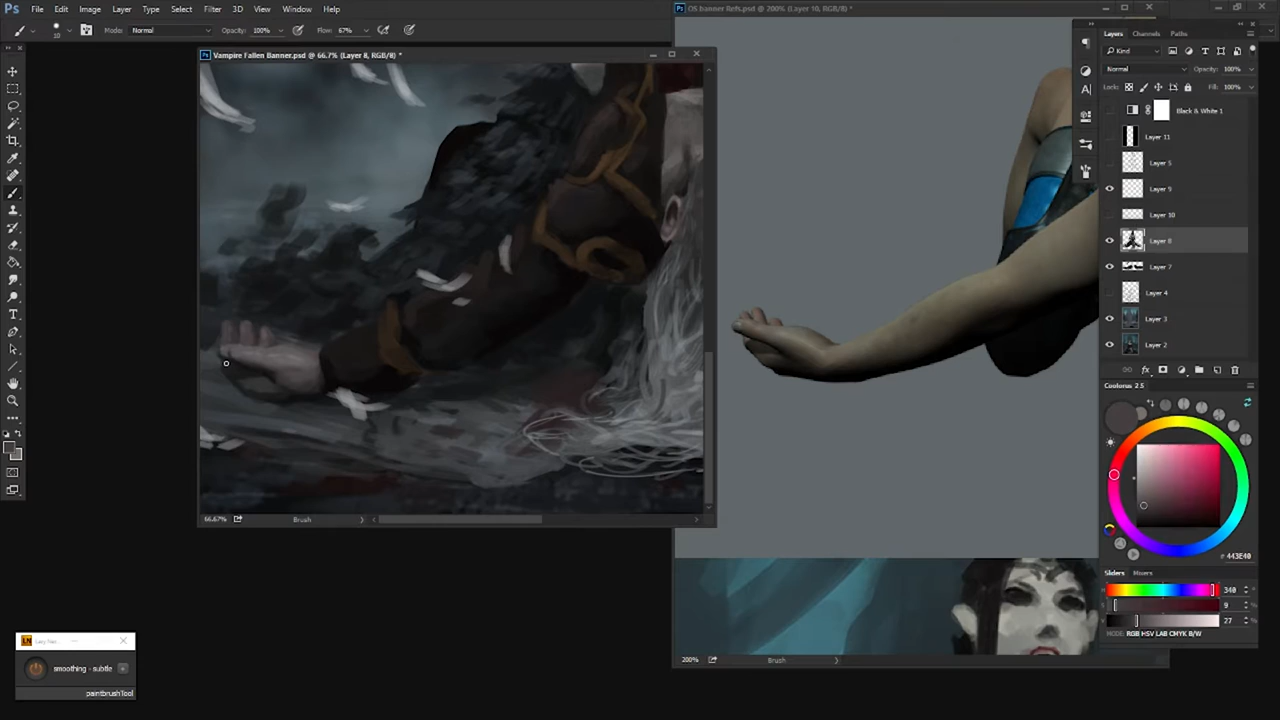 Ps File Edit Image Layer Type Select Filter 3D View Window Help
OS banner Refs.psd @ 200% (Layer 10, RGB/8) *
10 Mode: Normal Opacity: 100% Flow: 67%
Layers Channels Paths
Vampire Fallen Banner.psd @ 66.7% (Layer 8, RGB/8) *
Kind
Normal Opacity: 100%
Lock: Fill: 100%
Black & White 1
Layer 11
Layer 5
Layer 9
Layer 10
Layer 8
Layer 7
Layer 4
Layer 3
Layer 2
Coolorus 2.5
66.67% Brush
# 443E40
Sliders Mixers
340 °
9 %
27 %
MODE: RGB HSV LAB CMYK B/W
200% Brush
LN
smoothing - subtle +
paintbrushTool